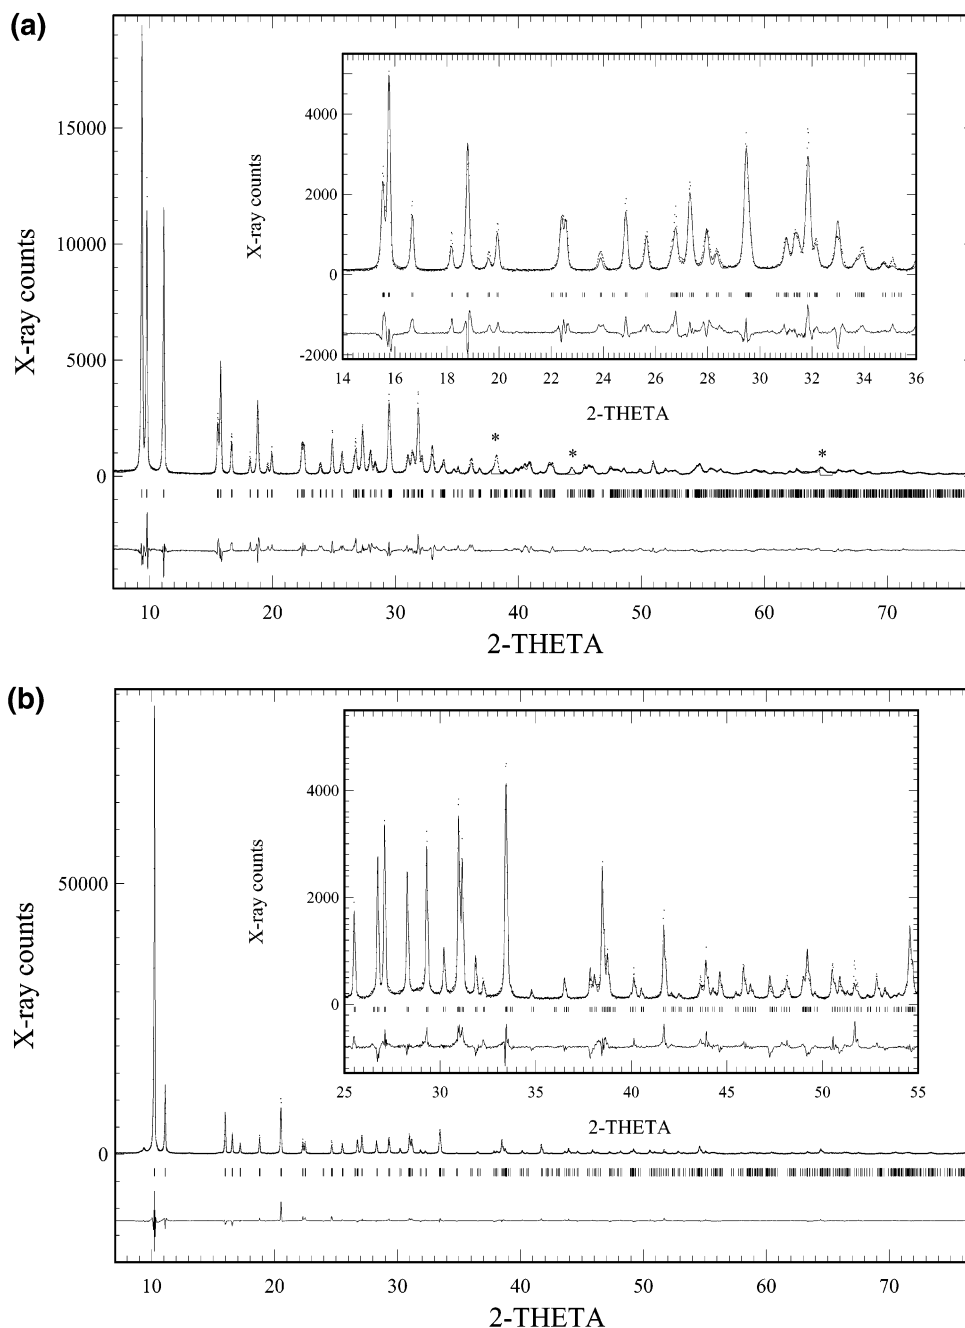 (a)
15000
10000
5000
0
X-ray counts
4000
2000
0
-2000
X-ray counts
14 16 18 20 22 24 26 28 30 32 34 36
2-THETA
* * *
10 20 30 40 50 60 70
2-THETA
(b)
50000
0
X-ray counts
4000
2000
0
X-ray counts
25 30 35 40 45 50 55
2-THETA
10 20 30 40 50 60 70
2-THETA